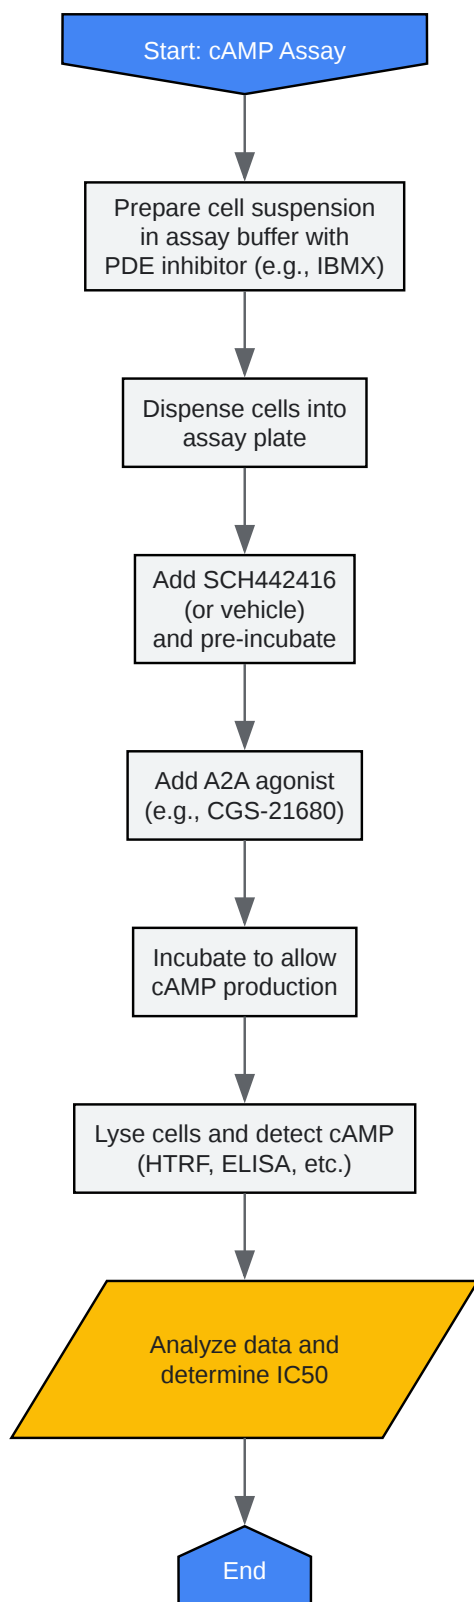 Start: cAMP Assay
Prepare cell suspension
in assay buffer with
PDE inhibitor (e.g., IBMX)
Dispense cells into
assay plate
Add SCH442416
(or vehicle)
and pre-incubate
Add A2A agonist
(e.g., CGS-21680)
Incubate to allow
cAMP production
Lyse cells and detect cAMP
(HTRF, ELISA, etc.)
Analyze data and
determine IC50
End